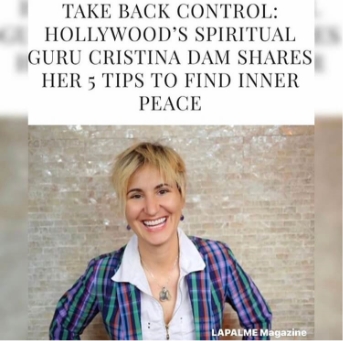 TAKE BACK CONTROL:
HOLLYWOOD'S SPIRITUAL
GURU CRISTINA DAM SHARES
HER 5 TIPS TO FIND INNER
PEACE
LAPALME Magazine